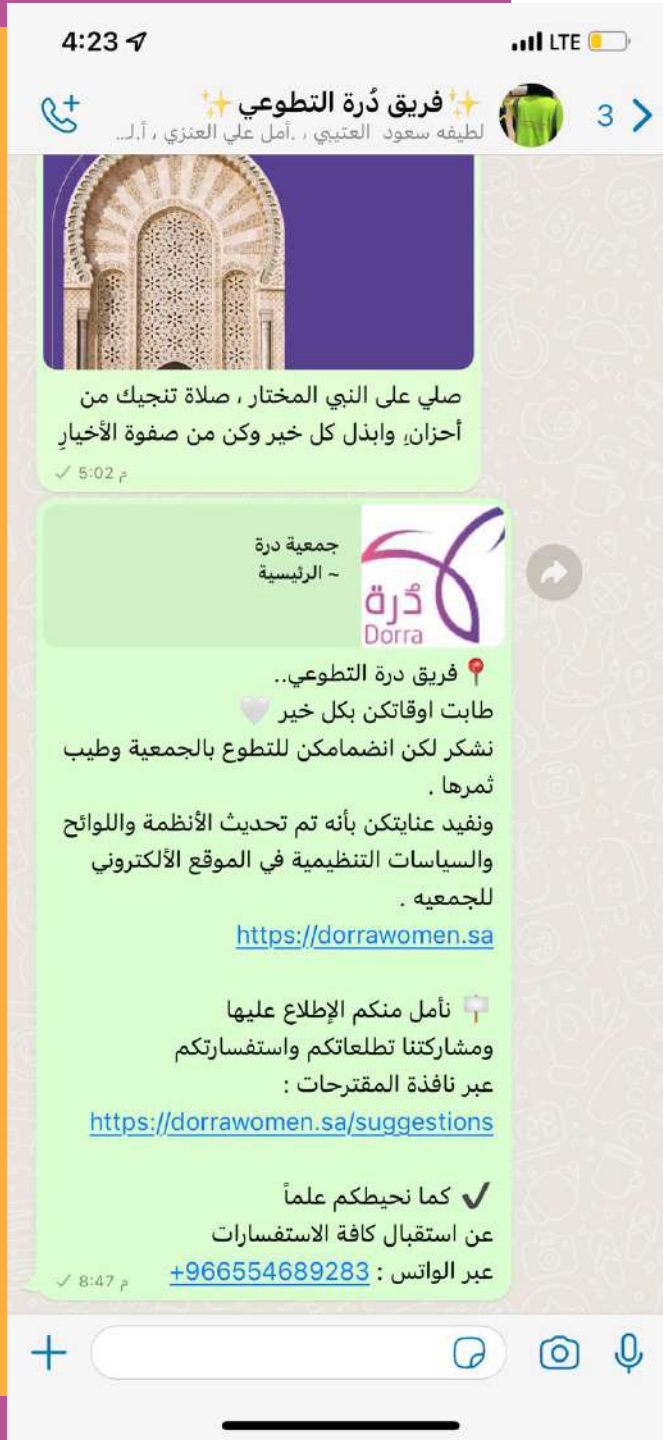 4:23
LTE
3
✨فريق دُرة التطوعي✨
لطيفه سعود العتيبي ، .أمل علي العنزي ، أ.لـ...
صلي على النبي المختار ، صلاة تنجيك من
أحزانٍ، وابذل كل خير وكن من صفوة الأخيارِ
5:02 م
جمعية درة
~ الرئيسية
دُرة
Dorra
📍 فريق درة التطوعي..
طابت اوقاتكن بكل خير 🤍
نشكر لكن انضمامكن للتطوع بالجمعية وطيب
ثمرها .
ونفيد عنايتكن بأنه تم تحديث الأنظمة واللوائح
والسياسات التنظيمية في الموقع الألكتروني
للجمعيه .
https://dorrawomen.sa
🪧 نأمل منكم الإطلاع عليها
ومشاركتنا تطلعاتكم واستفسارتكم
عبر نافذة المقترحات :
https://dorrawomen.sa/suggestions
✔️ كما نحيطكم علماً
عن استقبال كافة الاستفسارات
عبر الواتس : +966554689283
8:47 م